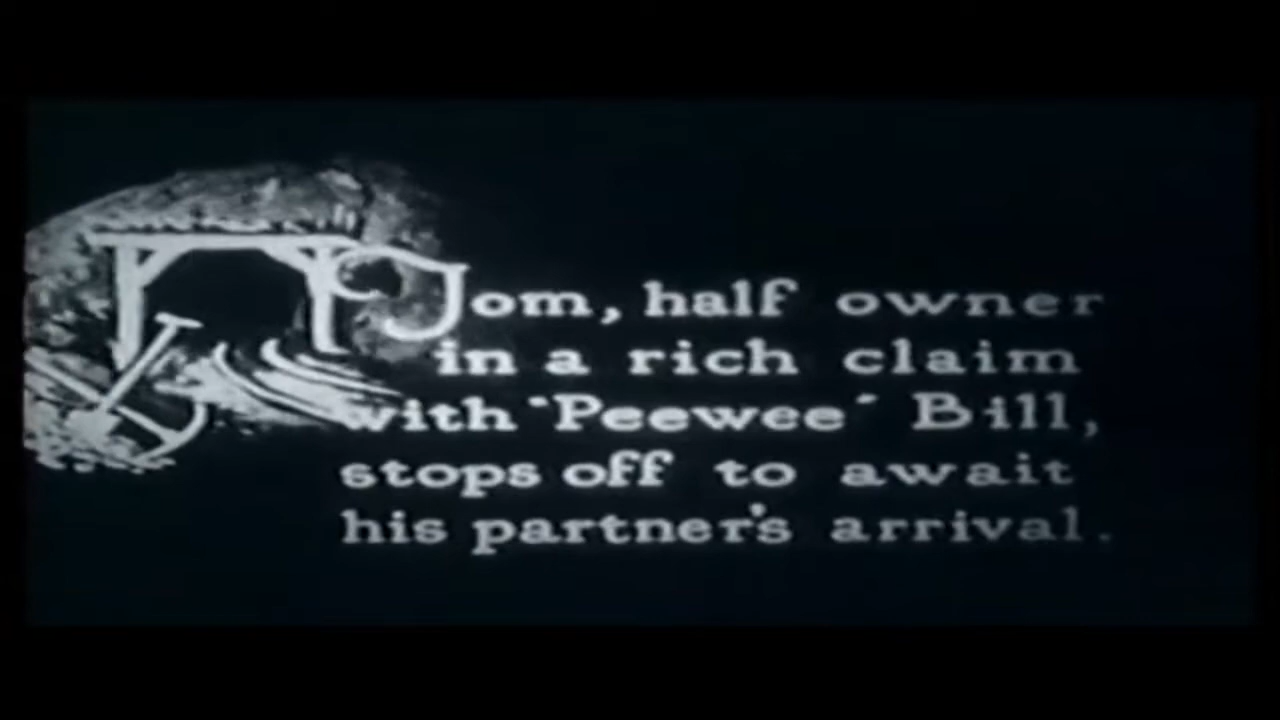 Tom, half owner
in a rich claim
with "Peewee" Bill,
stops off to await
his partner's arrival.